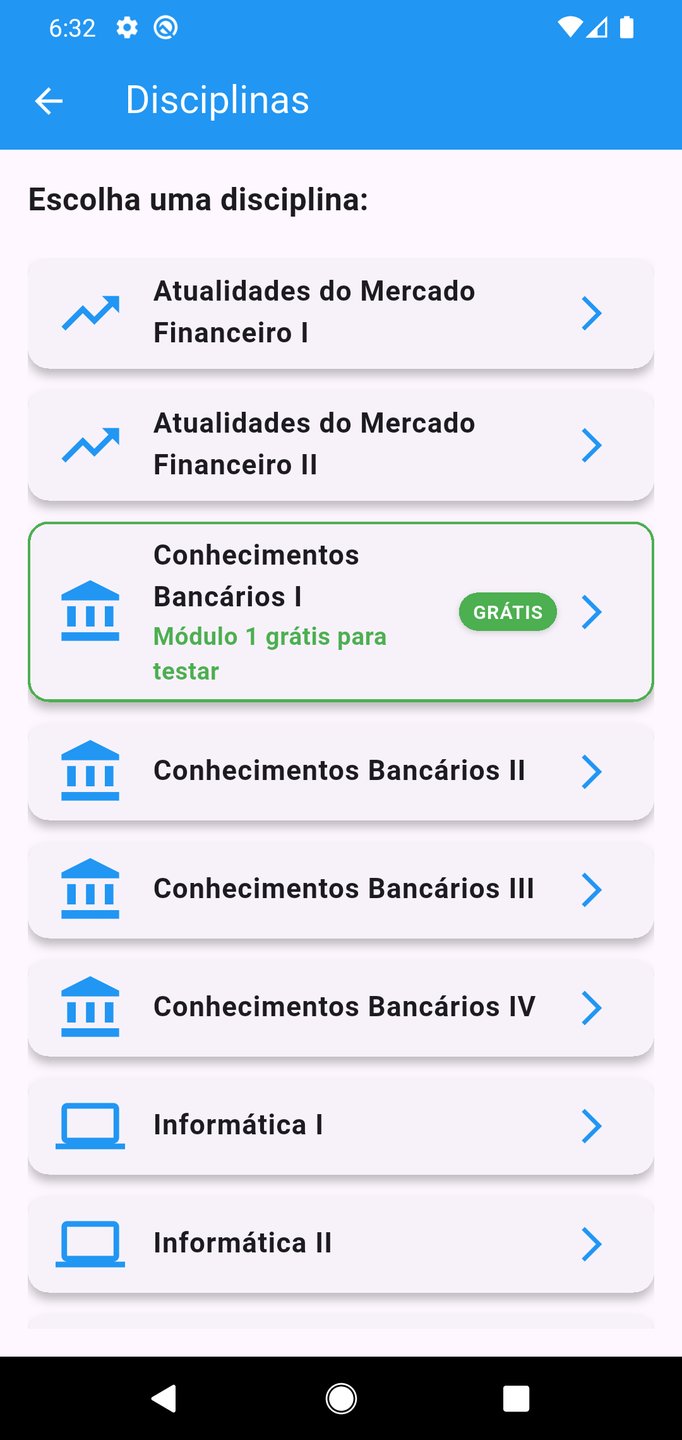 6:32
Disciplinas
Escolha uma disciplina:
Atualidades do Mercado
Financeiro I
Atualidades do Mercado
Financeiro II
Conhecimentos
Bancários I
Módulo 1 grátis para
testar
GRÁTIS
Conhecimentos Bancários II
Conhecimentos Bancários III
Conhecimentos Bancários IV
Informática I
Informática II